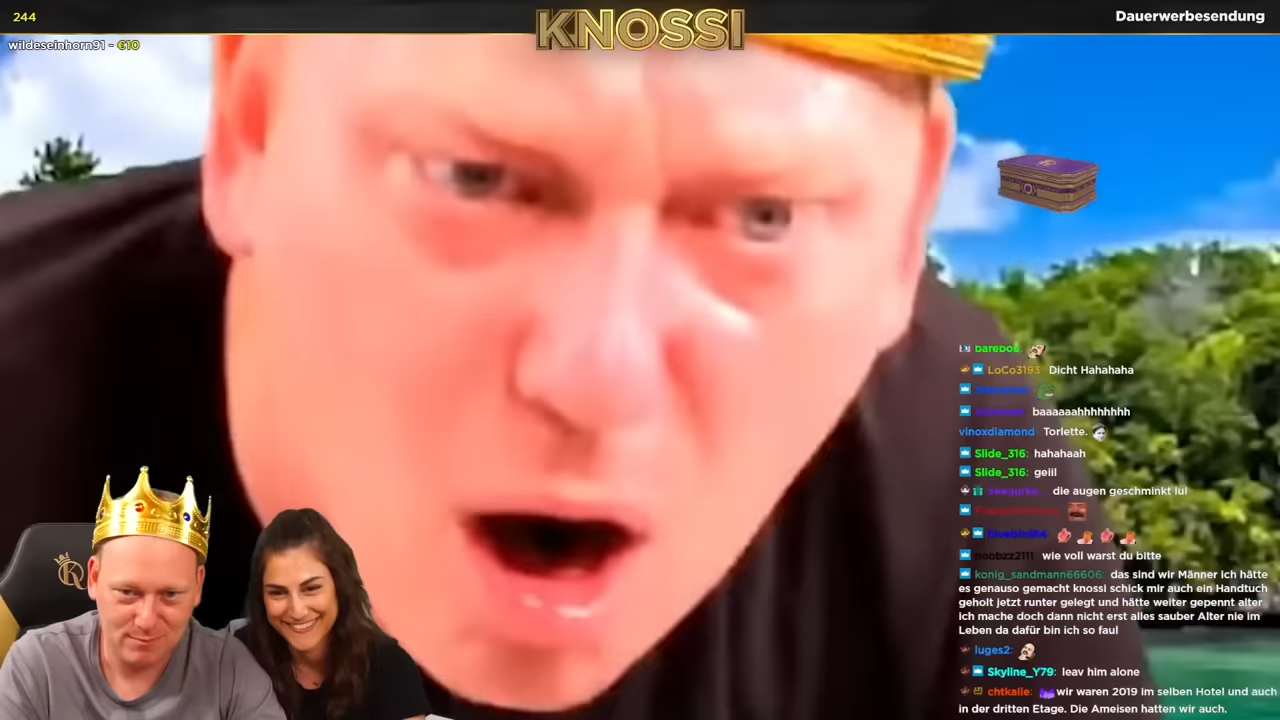 244
KNOSSI
Dauerwerbesendung
wildeseinhorn91 - €10
LoCo3193 Dicht Hahahaha
baaaaaahhhhhhhh
vinoxdiamond Torlette.
Slide_316: hahahaah
Slide_316: geiil
die augen geschminkt lul
noobzz2111 wie voll warst du bitte
konig_sandmann66606: das sind wir Männer ich hätte
es genauso gemacht knossi schick mir auch ein Handtuch
geholt jetzt runter gelegt und hätte weiter gepennt alter
Ich mache doch dann nicht erst alles sauber Alter nie im
Leben da dafür bin ich so faul
luges2:
Skyline_Y79: leav him alone
chtkalle: wir waren 2019 im selben Hotel und auch
in der dritten Etage. Die Ameisen hatten wir auch.